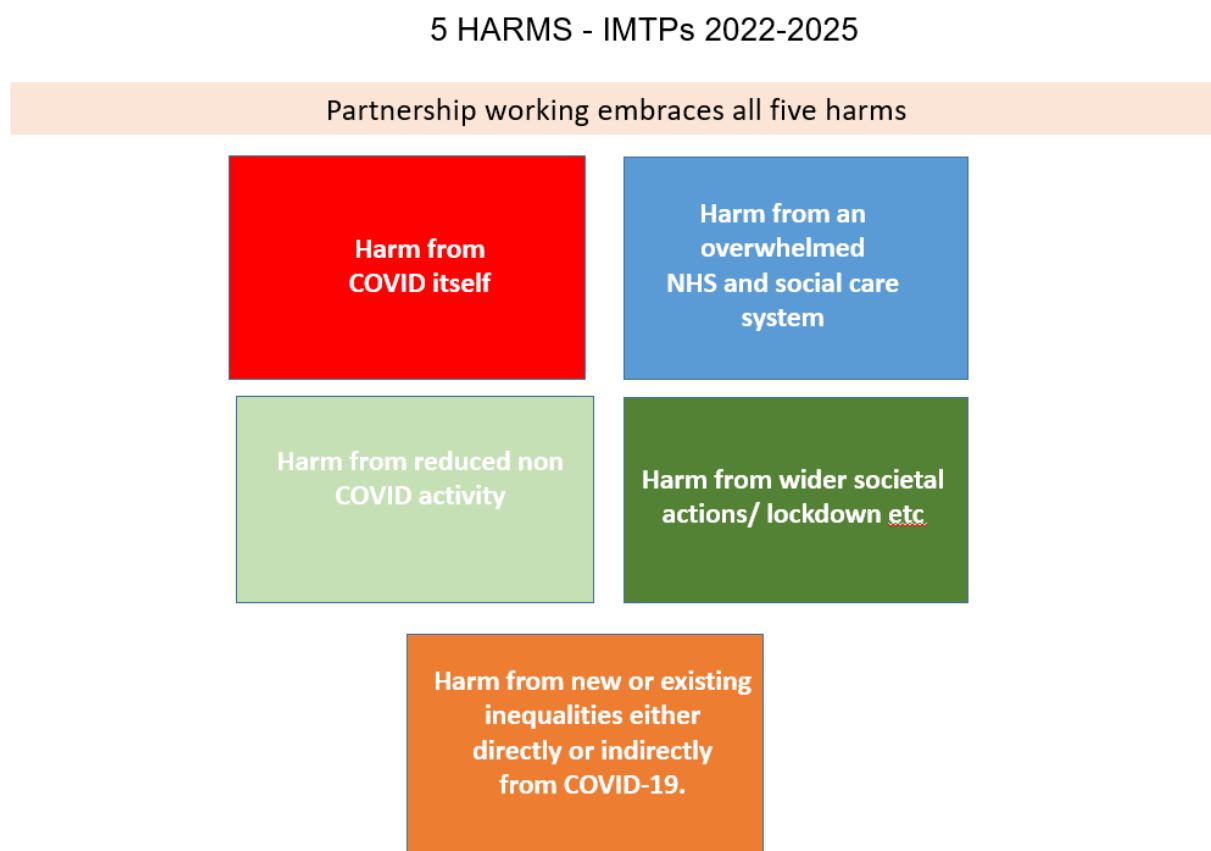 5 HARMS - IMTPs 2022-2025
Partnership working embraces all five harms
Harm from
COVID itself
Harm from an
overwhelmed
NHS and social care
system
Harm from reduced non
COVID activity
Harm from wider societal
actions/ lockdown etc
Harm from new or existing
inequalities either
directly or indirectly
from COVID-19.